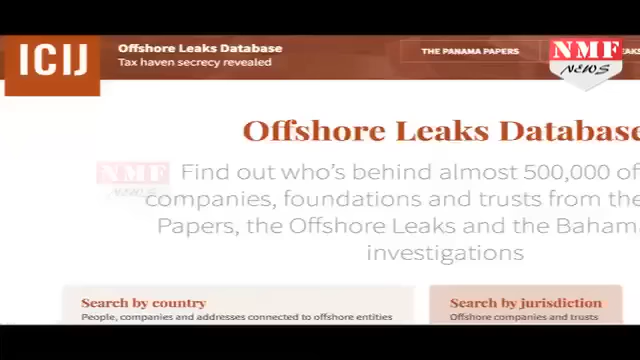 ICIJ
Offshore Leaks Database
Tax haven secrecy revealed
THE PANAMA PAPERS
NMF
NEWS
Offshore Leaks Database
NMF
NEWS
Find out who's behind almost 500,000 of
companies, foundations and trusts from the
Papers, the Offshore Leaks and the Bahama
investigations
Search by country
People, companies and addresses connected to offshore entities
Search by jurisdiction
Offshore companies and trusts